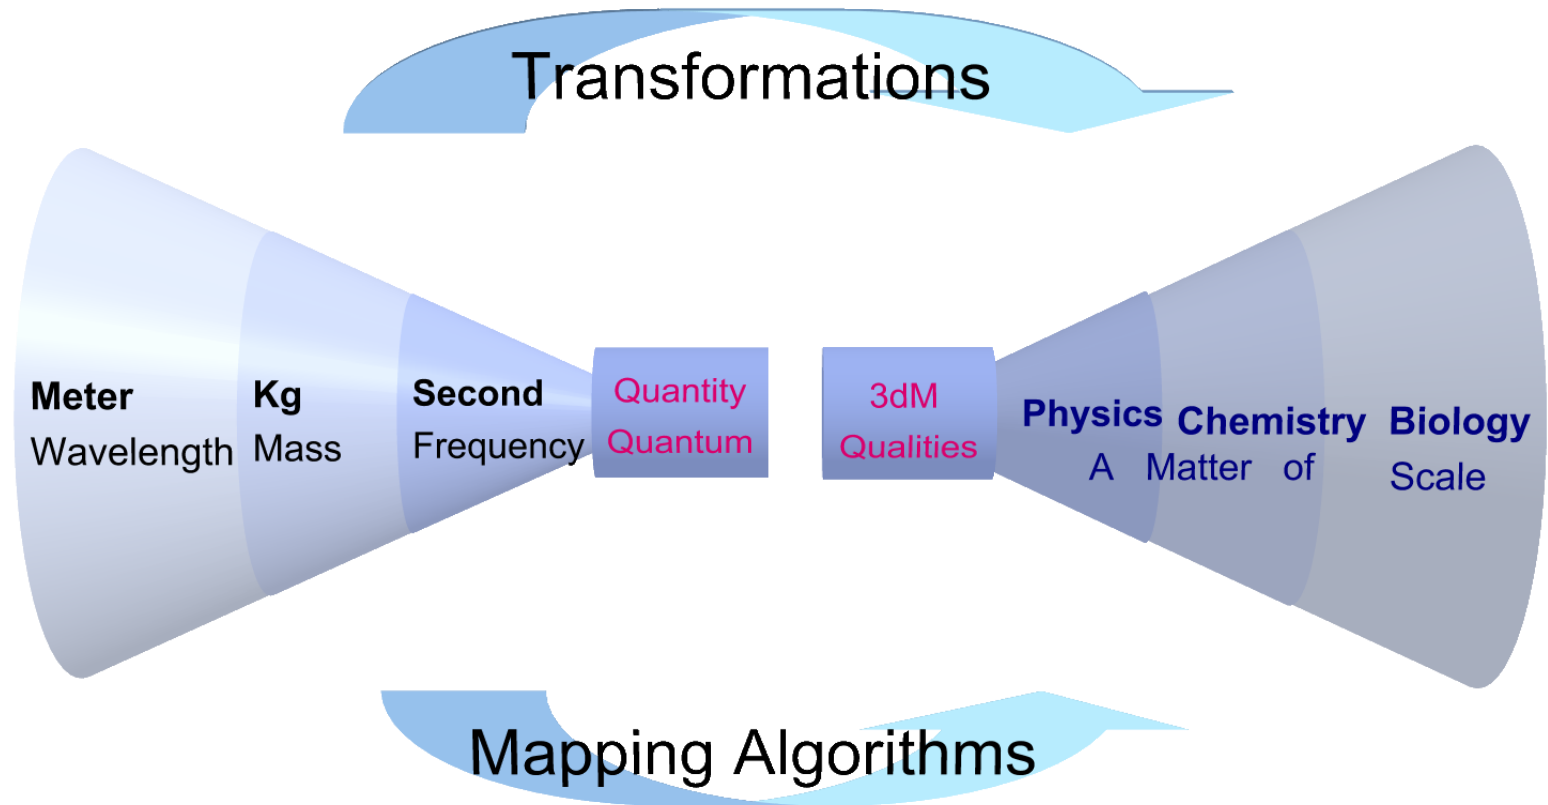 Transformations
Meter
Wavelength
Kg
Mass
Second
Frequency
Quantity
Quantum
3dM
Qualities
Physics Chemistry Biology
A Matter of Scale
Mapping Algorithms